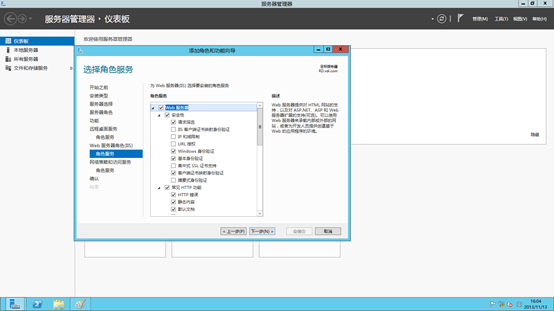 服务器管理器
服务器管理器 · 仪表板
管理(M) 工具(T) 视图(V) 帮助(H)
仪表板
本地服务器
所有服务器
文件和存储服务
欢迎使用服务器管理器
隐藏
添加角色和功能向导
选择角色服务
目标服务器
开始之前
安装类型
服务器选择
服务器角色
功能
远程桌面服务
角色服务
Web 服务器角色(IIS)
角色服务
网络策略和访问服务
角色服务
确认
结果
为 Web 服务器(IIS) 选择要安装的角色服务
角色服务
Web 服务器
安全性
请求筛选
IIS 客户端证书映射身份验证
IP 和域限制
URL 授权
Windows 身份验证
基本身份验证
集中式 SSL 证书支持
客户端证书映射身份验证
摘要式身份验证
常见 HTTP 功能
HTTP 错误
静态内容
默认文档
描述
Web 服务器提供对 HTML 网站的支持，以及对 ASP.NET、ASP 和 Web 服务器扩展的支持(可选)。可以使用 Web 服务器来承载内部或外部的网站，或者为开发人员提供创建基于 Web 的应用程序的环境。
< 上一步(P)
下一步(N) >
安装(I)
取消
16:04
2013/11/13